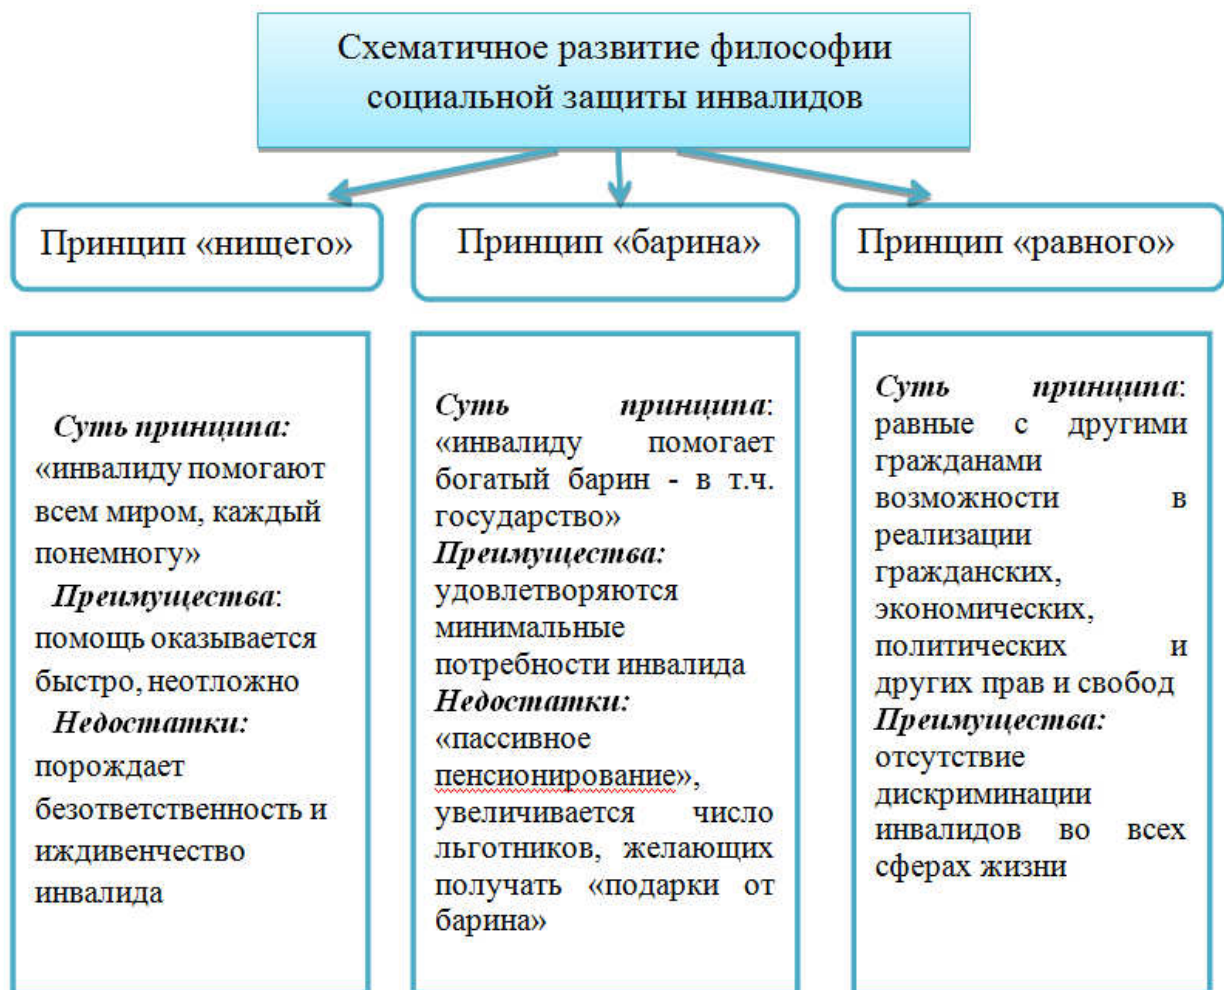 Схематичное развитие философии
социальной защиты инвалидов
Принцип «нищего»
Принцип «барина»
Принцип «равного»
Суть принципа:
«инвалиду помогают
всем миром, каждый
понемногу»
Преимущества:
помощь оказывается
быстро, неотложно
Недостатки:
порождает
безответственность и
иждивенчество
инвалида
Суть принципа:
«инвалиду помогает
богатый барин - в т.ч.
государство»
Преимущества:
удовлетворяются
минимальные
потребности инвалида
Недостатки:
«пассивное
пенсионирование»,
увеличивается число
льготников, желающих
получать «подарки от
барина»
Суть принципа:
равные с другими
гражданами
возможности в
реализации
гражданских,
экономических,
политических и
других прав и свобод
Преимущества:
отсутствие
дискриминации
инвалидов во всех
сферах жизни